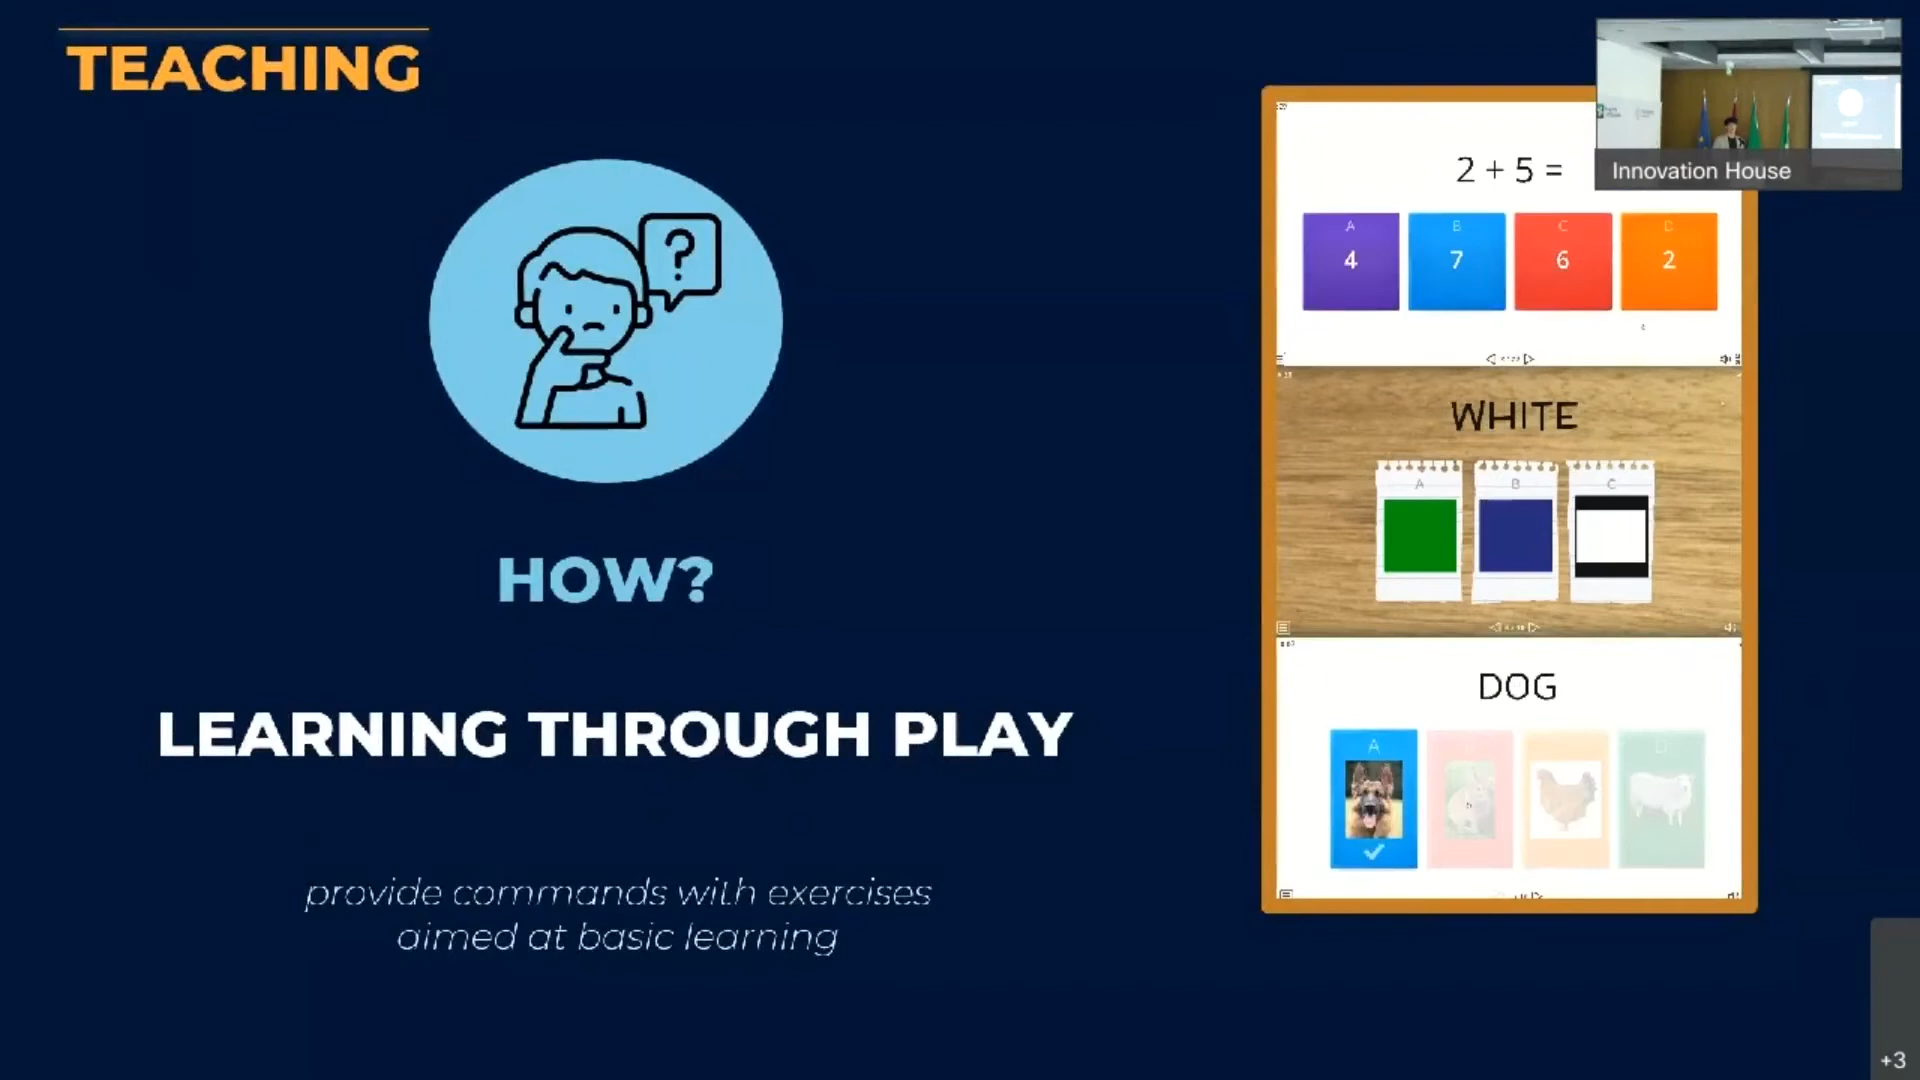 TEACHING
HOW?
LEARNING THROUGH PLAY
provide commands with exercises
aimed at basic learning
2 + 5 =
A B C D
4 7 6 2
WHITE
A B C
DOG
A
D
Innovation House
+3